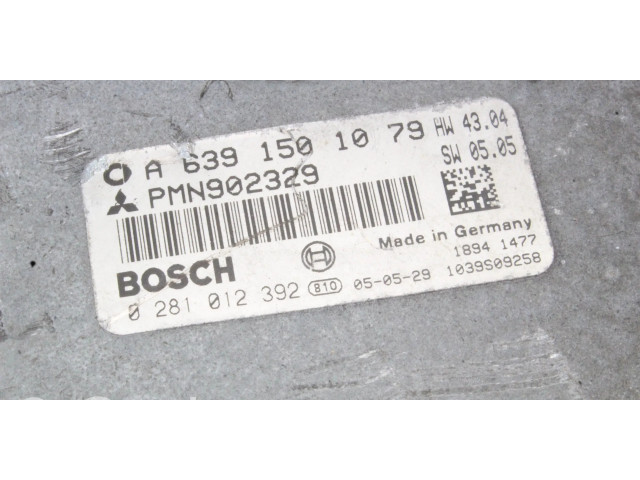 A 639 150 10 79 HW 43.04
PMN902329 SW 05.05
BOSCH Made in Germany
1894 1477
0 281 012 392 810 05-05-29 1039S09258